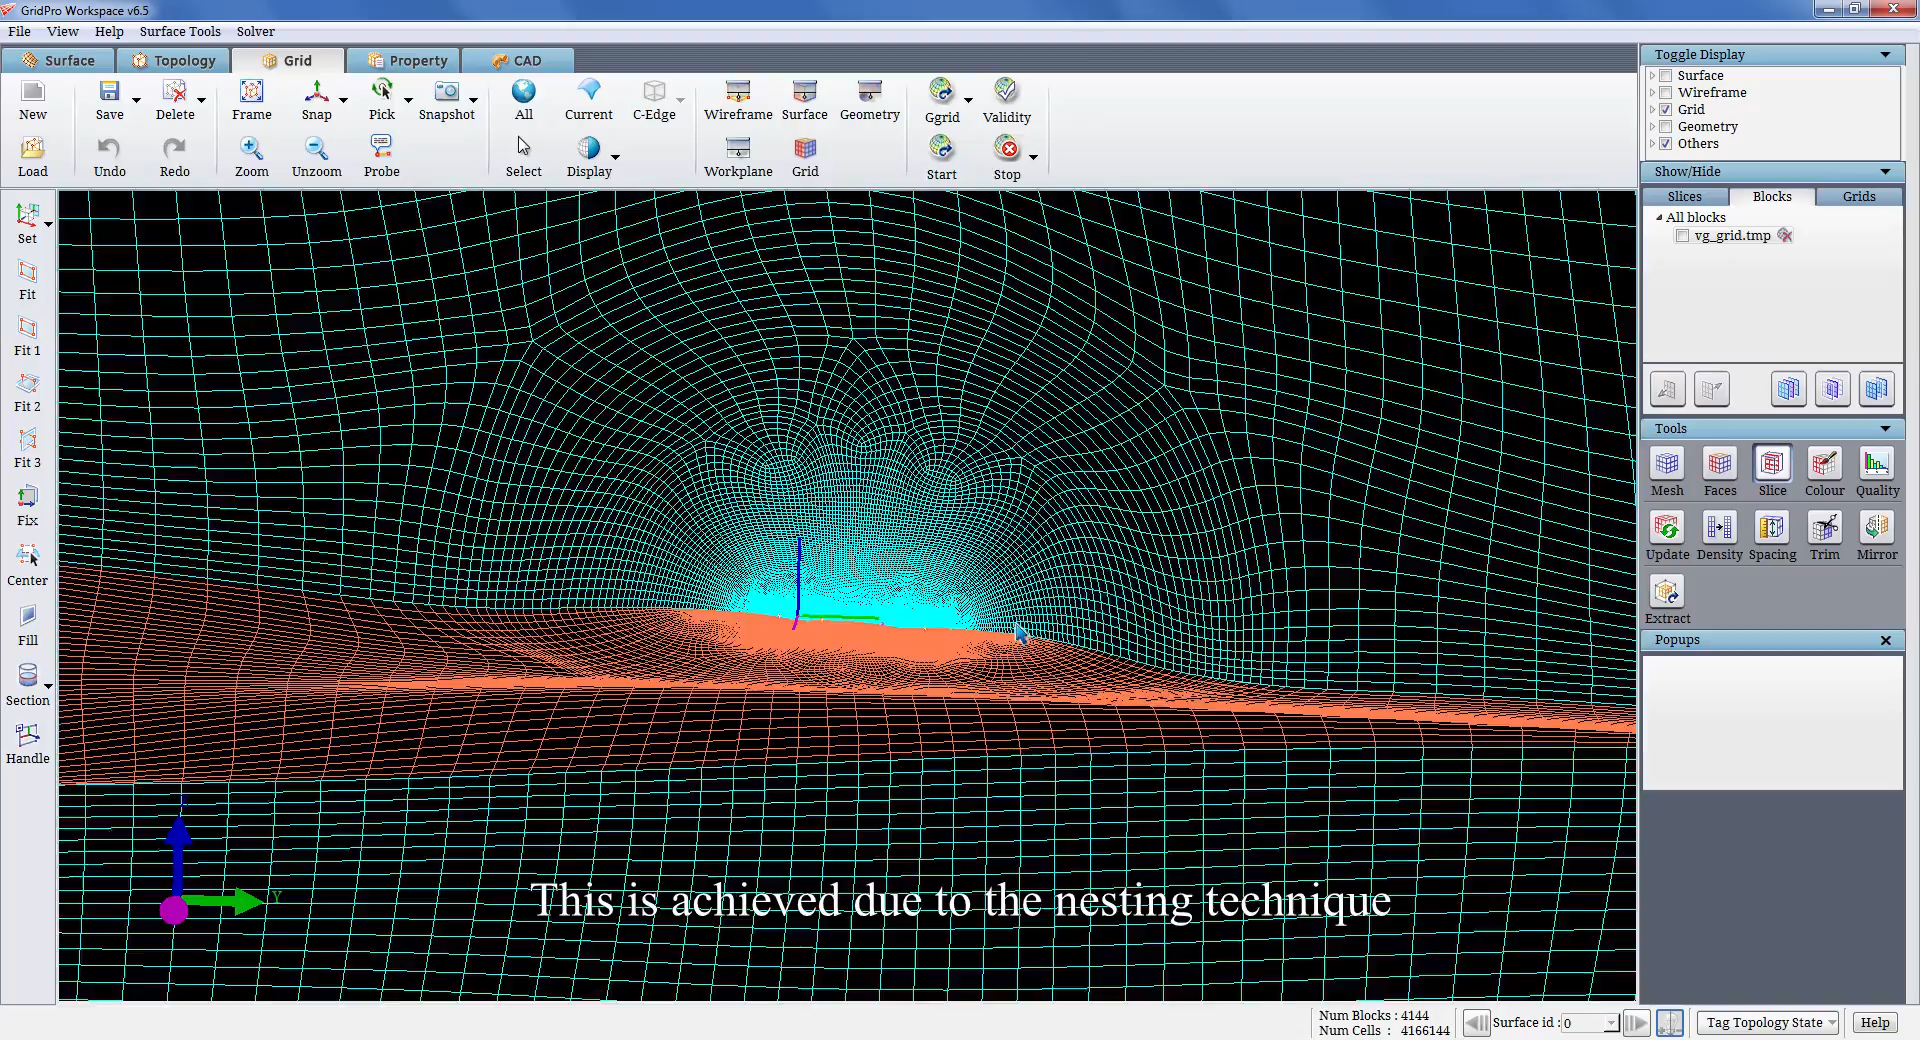 GridPro Workspace v6.5
File View Help Surface Tools Solver
Surface Topology Grid Property CAD
New Save Delete Frame Snap Pick Snapshot All Current C-Edge Wireframe Surface Geometry Ggrid Validity
Load Undo Redo Zoom Unzoom Probe Select Display Workplane Grid Start Stop
Set
Fit
Fit 1
Fit 2
Fit 3
Fix
Center
Fill
Section
Handle
Y
This is achieved due to the nesting technique
Toggle Display
Surface
Wireframe
Grid
Geometry
Others
Show/Hide
Slices Blocks Grids
All blocks
vg_grid.tmp
Tools
Mesh Faces Slice Colour Quality
Update Density Spacing Trim Mirror
Extract
Popups
Num Blocks : 4144
Num Cells : 4166144
Surface id : 0
Tag Topology State
Help